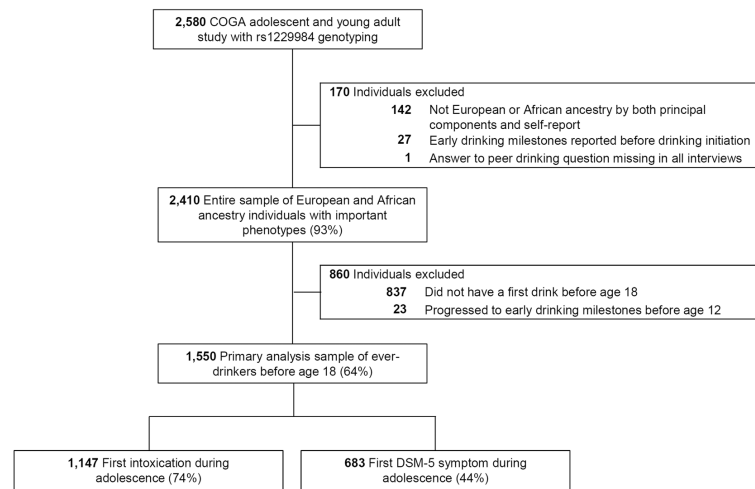 2,580 COGA adolescent and young adult
study with rs1229984 genotyping
170 Individuals excluded
142 Not European or African ancestry by both principal
components and self-report
27 Early drinking milestones reported before drinking initiation
1 Answer to peer drinking question missing in all interviews
2,410 Entire sample of European and African
ancestry individuals with important
phenotypes (93%)
860 Individuals excluded
837 Did not have a first drink before age 18
23 Progressed to early drinking milestones before age 12
1,550 Primary analysis sample of ever-
drinkers before age 18 (64%)
1,147 First intoxication during
adolescence (74%)
683 First DSM-5 symptom during
adolescence (44%)